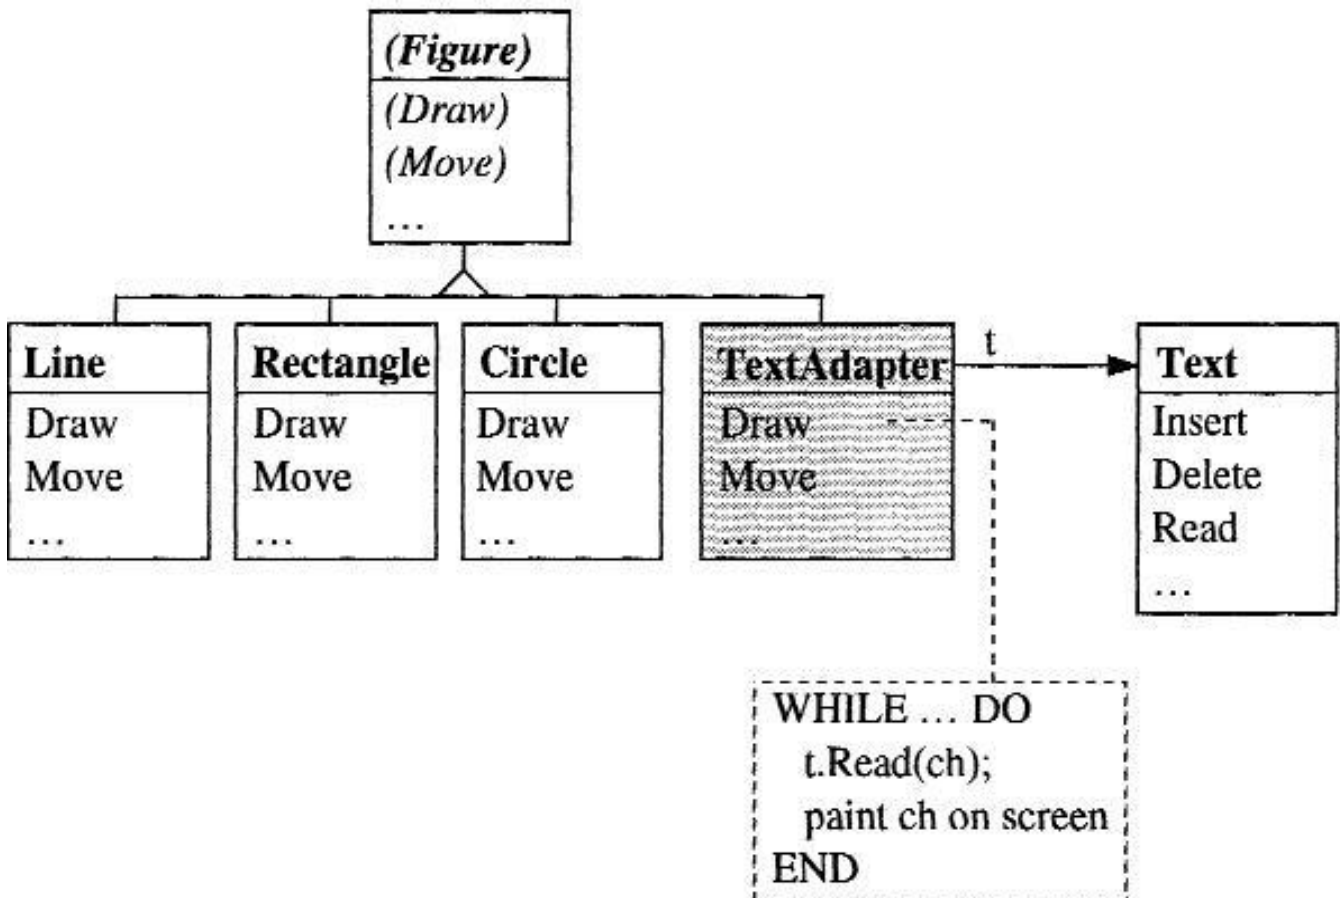 (Figure)
(Draw)
(Move)
...
Line
Draw
Move
...
Rectangle
Draw
Move
...
Circle
Draw
Move
...
TextAdapter
Draw
Move
...
t
Text
Insert
Delete
Read
...
WHILE ... DO
t.Read(ch);
paint ch on screen
END